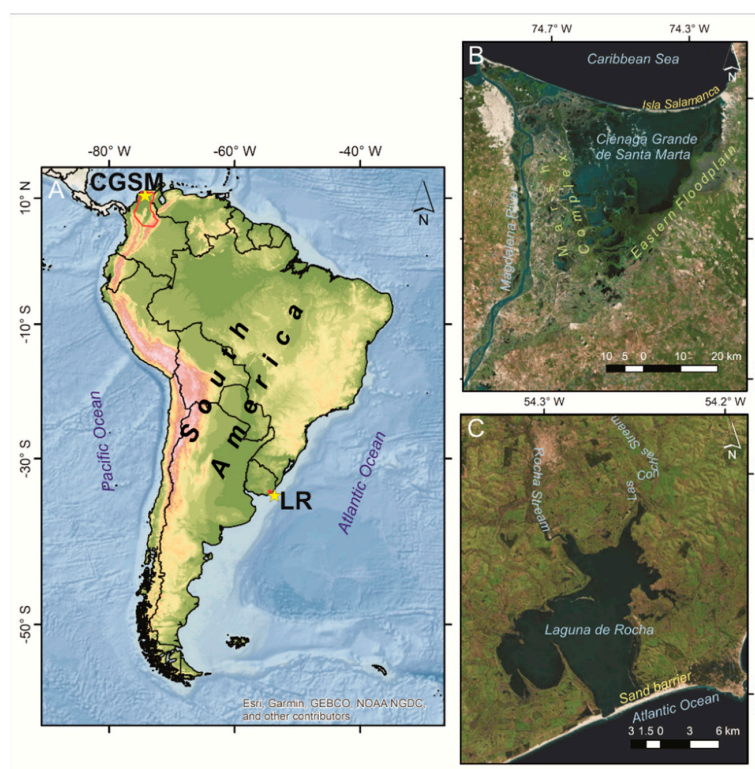 A
-80° W
-60° W
-40° W
10° N
-10° S
-30° S
-50° S
CGSM
N
South
America
Pacific Ocean
Atlantic Ocean
LR
Esri, Garmin, GEBCO, NOAA NGDC,
and other contributors
B
74.7° W
74.3° W
Caribbean Sea
N
Isla Salamanca
Ciénaga Grande
de Santa Marta
Magdalena River
Marsh
Complex
Eastern Floodplain
10 5 0 10 20 km
C
54.3° W
54.2° W
N
Rocha Stream
Las
Con
as Stream
Laguna de Rocha
Sand barrier
Atlantic Ocean
3 1.5 0 3 6 km